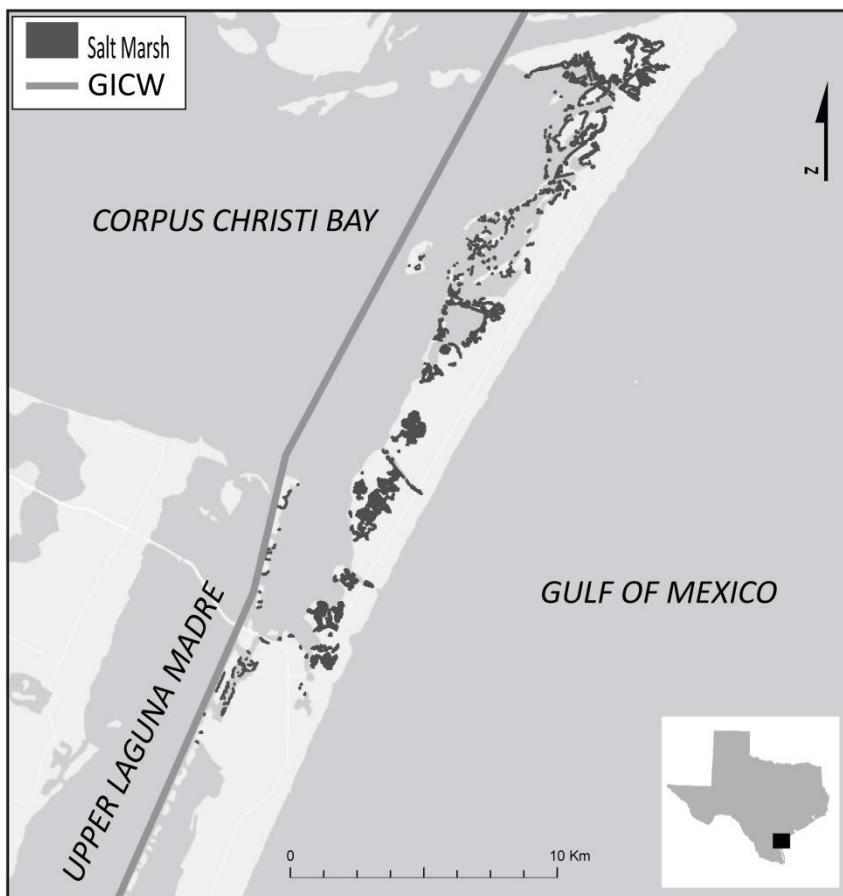 Salt Marsh
GICW
N
CORPUS CHRISTI BAY
GULF OF MEXICO
UPPER LAGUNA MADRE
0 10 Km